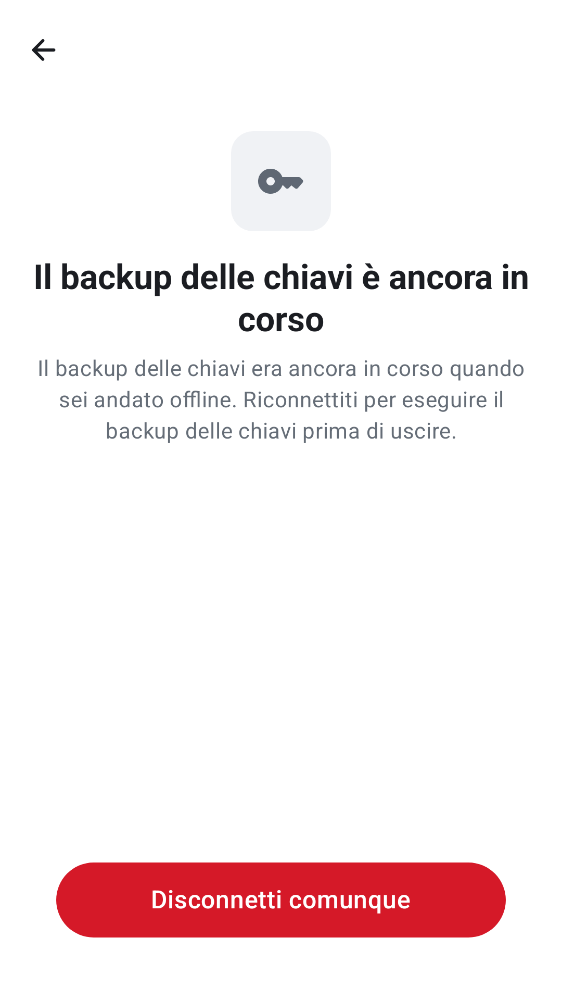 Il backup delle chiavi è ancora in
corso
Il backup delle chiavi era ancora in corso quando
sei andato offline. Riconnettiti per eseguire il
backup delle chiavi prima di uscire.
Disconnetti comunque